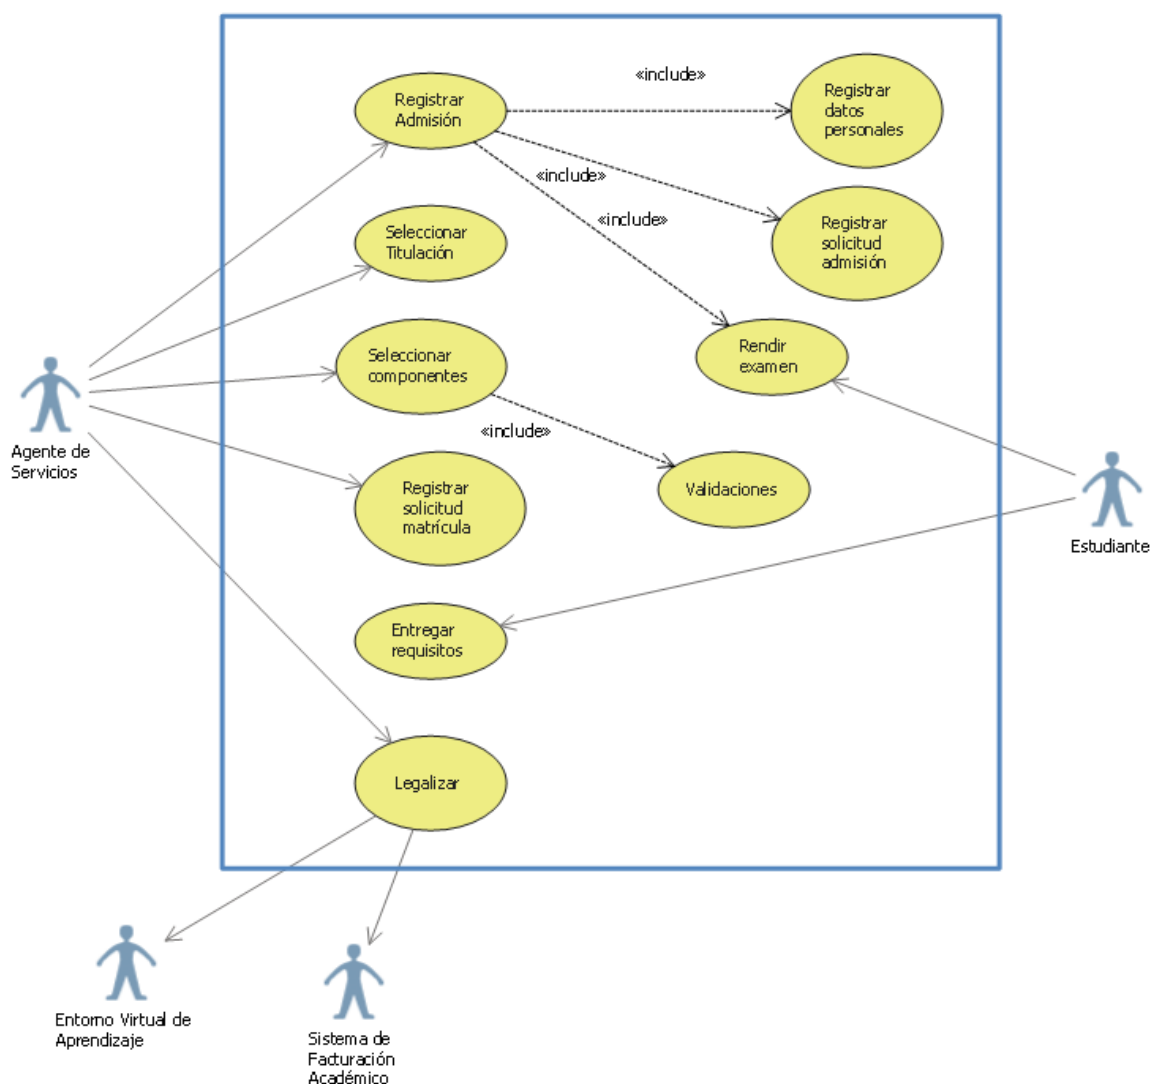 «include»
Registrar
Admisión
Registrar
datos
personales
«include»
«include»
Registrar
solicitud
admisión
Seleccionar
Titulación
Seleccionar
componentes
Rendir
examen
«include»
Agente de
Servicios
Registrar
solicitud
matrícula
Validaciones
Estudiante
Entregar
requisitos
Legalizar
Entorno Virtual de
Aprendizaje
Sistema de
Facturación
Académico